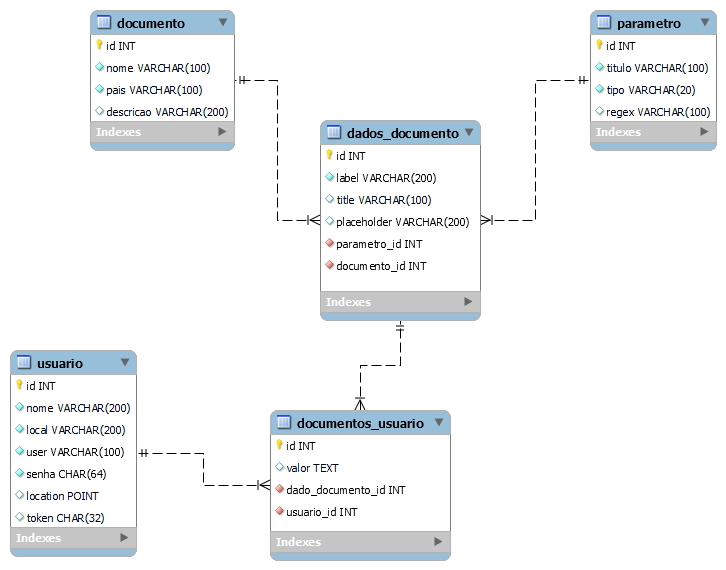 documento
id INT
nome VARCHAR(100)
pais VARCHAR(100)
descricao VARCHAR(200)
Indexes
parametro
id INT
titulo VARCHAR(100)
tipo VARCHAR(20)
regex VARCHAR(100)
Indexes
dados_documento
id INT
label VARCHAR(200)
title VARCHAR(100)
placeholder VARCHAR(200)
parametro_id INT
documento_id INT
Indexes
usuario
id INT
nome VARCHAR(200)
local VARCHAR(200)
user VARCHAR(100)
senha CHAR(64)
location POINT
token CHAR(32)
Indexes
documentos_usuario
id INT
valor TEXT
dado_documento_id INT
usuario_id INT
Indexes